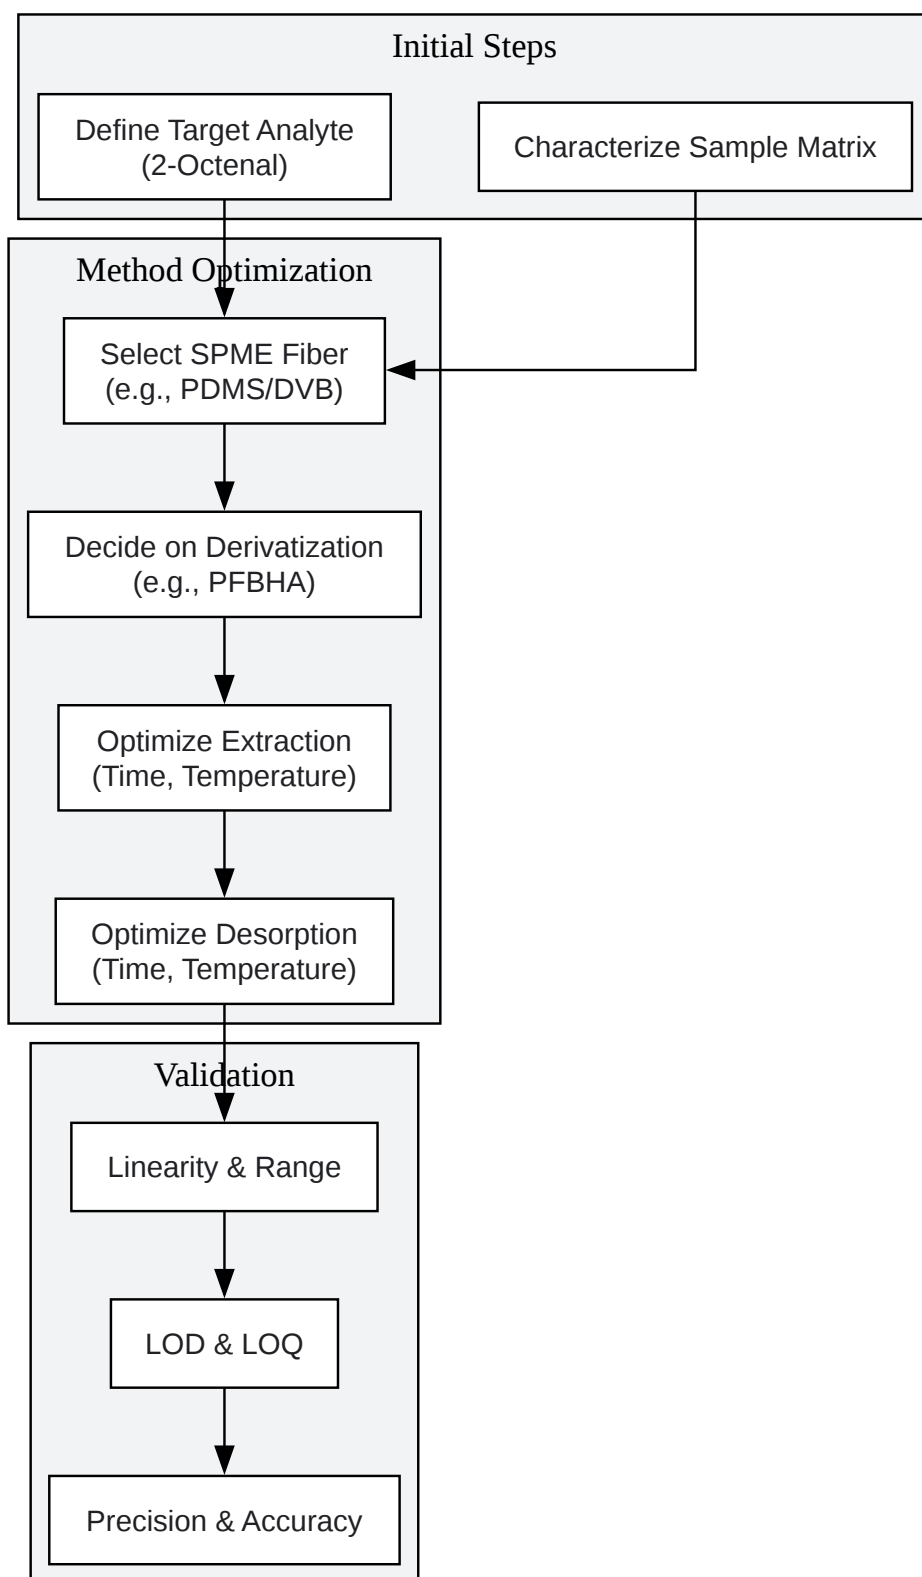 Initial Steps
Define Target Analyte
(2-Octenal)
Characterize Sample Matrix
Method Optimization
Select SPME Fiber
(e.g., PDMS/DVB)
Decide on Derivatization
(e.g., PFBHA)
Optimize Extraction
(Time, Temperature)
Optimize Desorption
(Time, Temperature)
Validation
Linearity & Range
LOD & LOQ
Precision & Accuracy